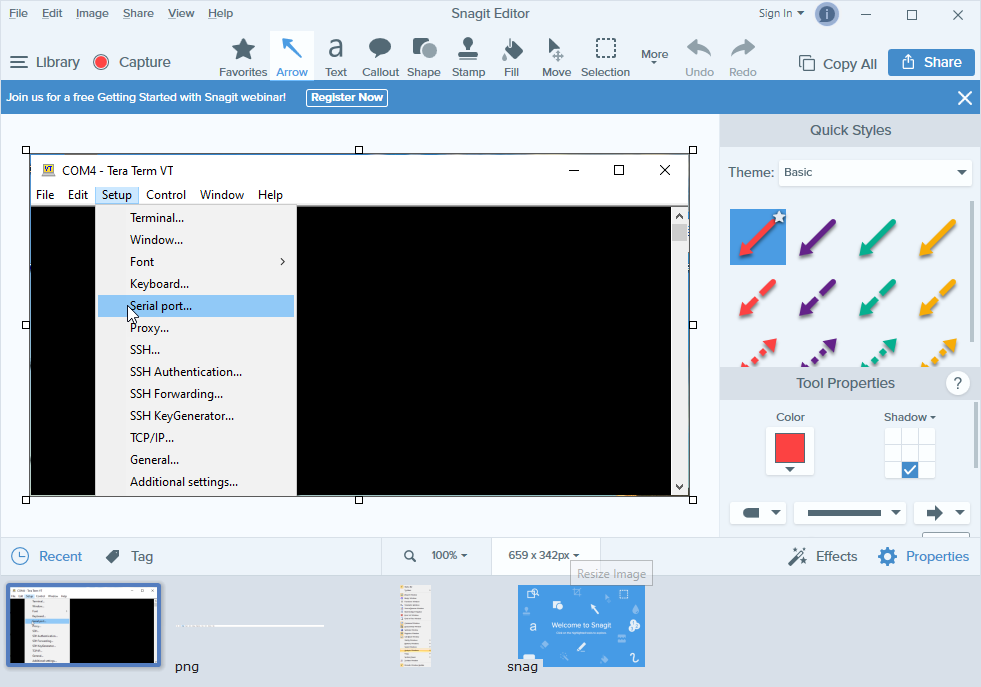 File Edit Image Share View Help Snagit Editor Sign In
Library Capture Favorites Arrow Text Callout Shape Stamp Fill Move Selection More Undo Redo Copy All Share
Join us for a free Getting Started with Snagit webinar! Register Now
Quick Styles
Theme: Basic
COM4 - Tera Term VT
File Edit Setup Control Window Help
Terminal...
Window...
Font
Keyboard...
Serial port...
Proxy...
SSH...
SSH Authentication...
SSH Forwarding...
SSH KeyGenerator...
TCP/IP...
General...
Additional settings...
Tool Properties ?
Color Shadow
Recent Tag 100% 659 x 342px Effects Properties
Resize Image
Welcome to Snagit
png
snag